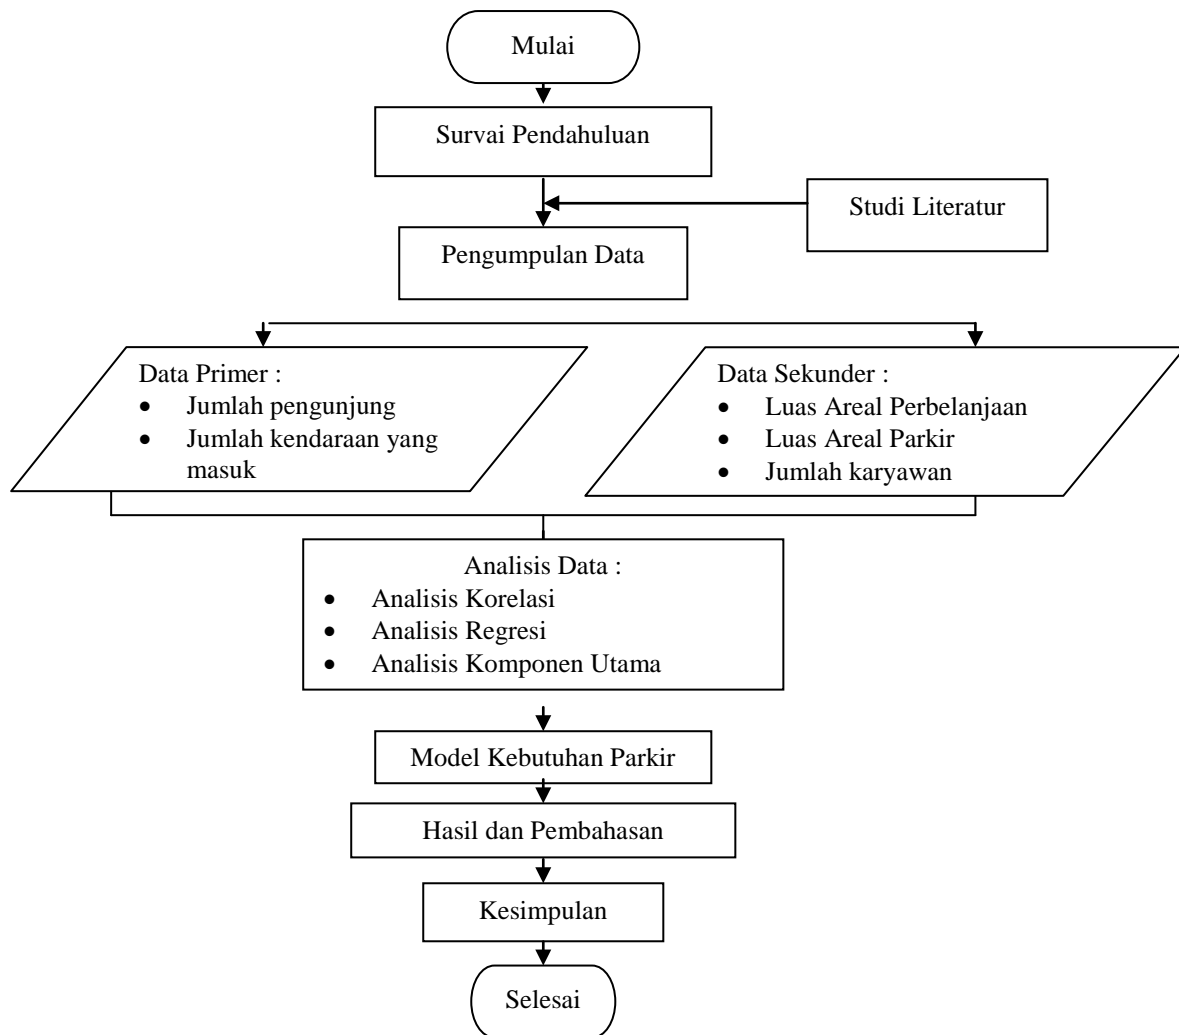 Mulai
Survai Pendahuluan
Studi Literatur
Pengumpulan Data
Data Primer :
• Jumlah pengunjung
• Jumlah kendaraan yang
masuk
Data Sekunder :
• Luas Areal Perbelanjaan
• Luas Areal Parkir
• Jumlah karyawan
Analisis Data :
• Analisis Korelasi
• Analisis Regresi
• Analisis Komponen Utama
Model Kebutuhan Parkir
Hasil dan Pembahasan
Kesimpulan
Selesai